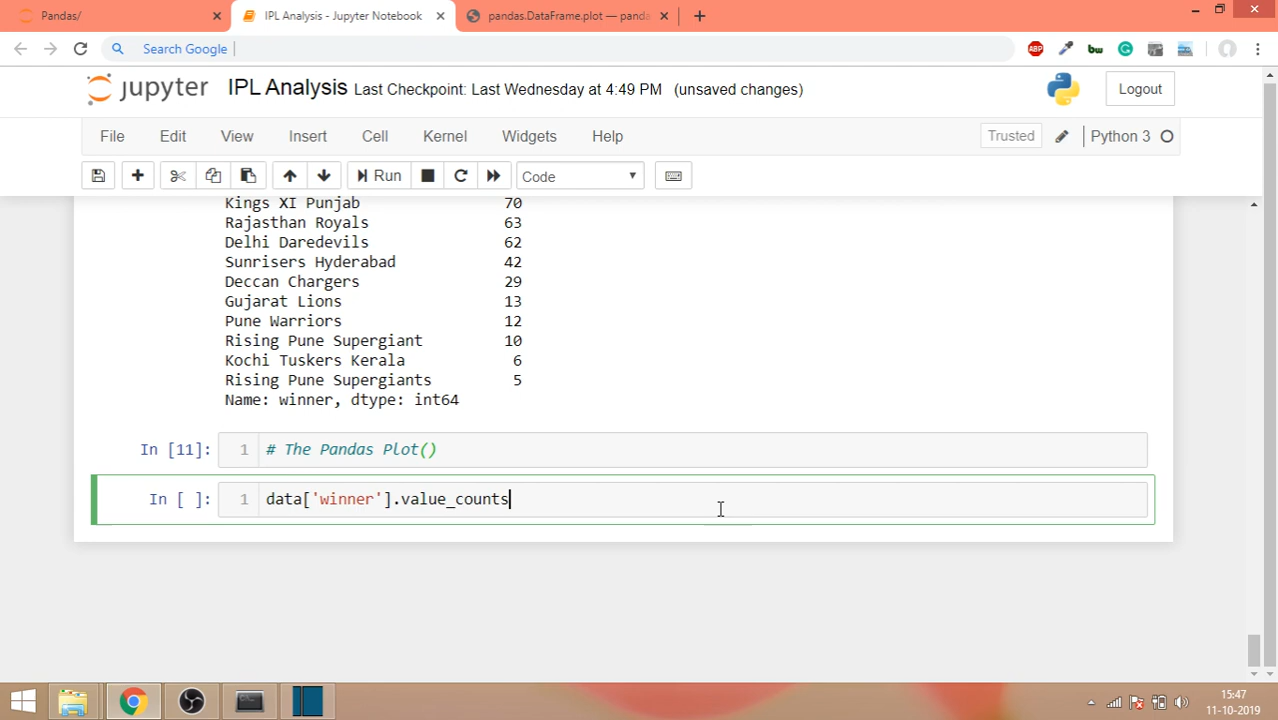 Pandas/
IPL Analysis - Jupyter Notebook
pandas.DataFrame.plot — panda
Search Google
ABP
bw
jupyter
IPL Analysis Last Checkpoint: Last Wednesday at 4:49 PM (unsaved changes)
Logout
File Edit View Insert Cell Kernel Widgets Help
Trusted
Python 3
Run
Code
Kings XI Punjab 70
Rajasthan Royals 63
Delhi Daredevils 62
Sunrisers Hyderabad 42
Deccan Chargers 29
Gujarat Lions 13
Pune Warriors 12
Rising Pune Supergiant 10
Kochi Tuskers Kerala 6
Rising Pune Supergiants 5
Name: winner, dtype: int64
In [11]: 1 # The Pandas Plot()
In [ ]: 1 data['winner'].value_counts
15:47
11-10-2019